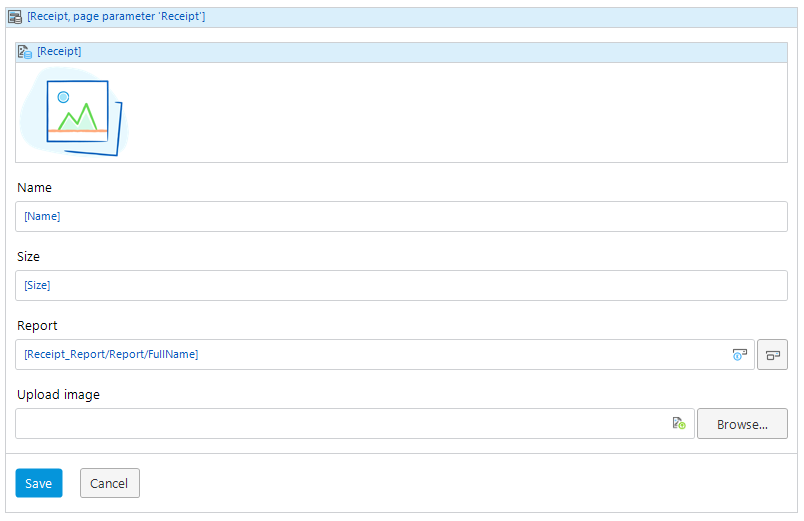 [Receipt, page parameter 'Receipt']
[Receipt]
Name
[Name]
Size
[Size]
Report
[Receipt_Report/Report/FullName]
Upload image
Browse...
Save
Cancel